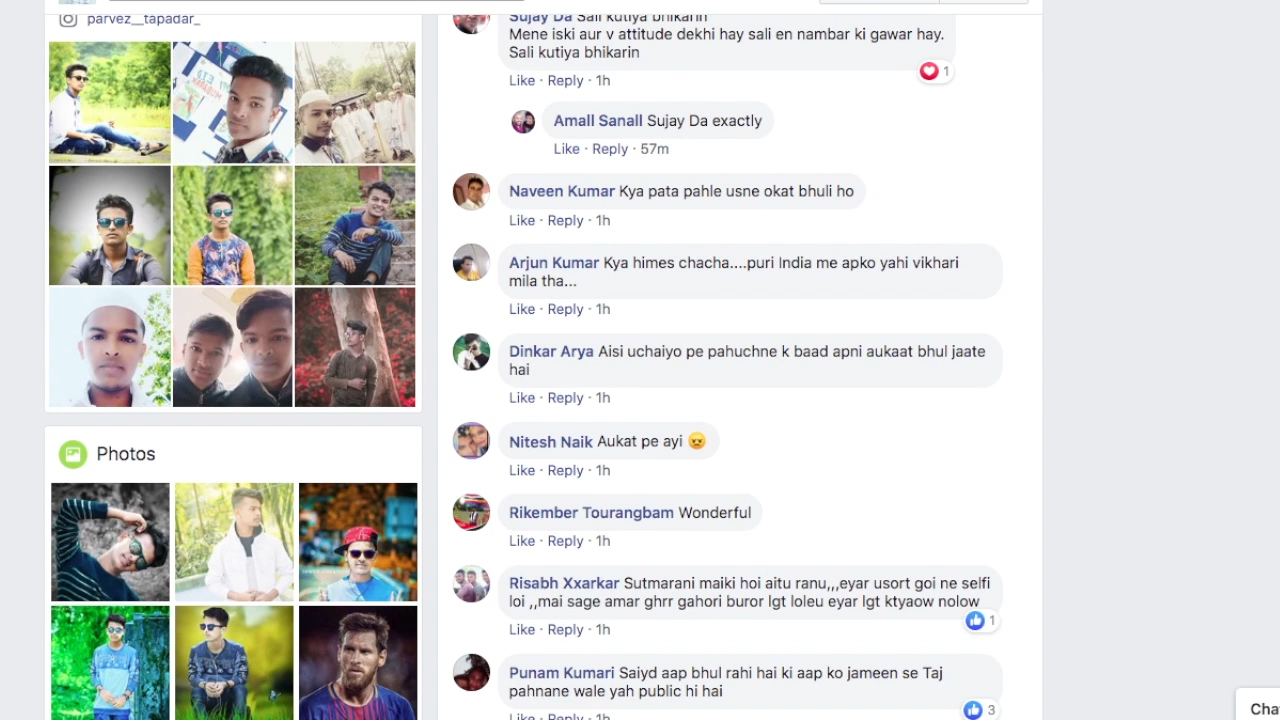 parvez__tapadar_
Photos
Sujay Da Sali kutiya bhikarin
Mene iski aur v attitude dekhi hay sali en nambar ki gawar hay.
Sali kutiya bhikarin
1
Like · Reply · 1h
Amall Sanall Sujay Da exactly
Like · Reply · 57m
Naveen Kumar Kya pata pahle usne okat bhuli ho
Like · Reply · 1h
Arjun Kumar Kya himes chacha....puri India me apko yahi vikhari
mila tha...
Like · Reply · 1h
Dinkar Arya Aisi uchaiyo pe pahuchne k baad apni aukaat bhul jaate
hai
Like · Reply · 1h
Nitesh Naik Aukat pe ayi 😠
Like · Reply · 1h
Rikember Tourangbam Wonderful
Like · Reply · 1h
Risabh Xxarkar Sutmarani maiki hoi aitu ranu,,,eyar usort goi ne selfi
loi ,,mai sage amar ghrr gahori buror lgt loleu eyar lgt ktyaow nolow
1
Like · Reply · 1h
Punam Kumari Saiyd aap bhul rahi hai ki aap ko jameen se Taj
pahnane wale yah public hi hai
3
Like · Reply · 1h
Cha